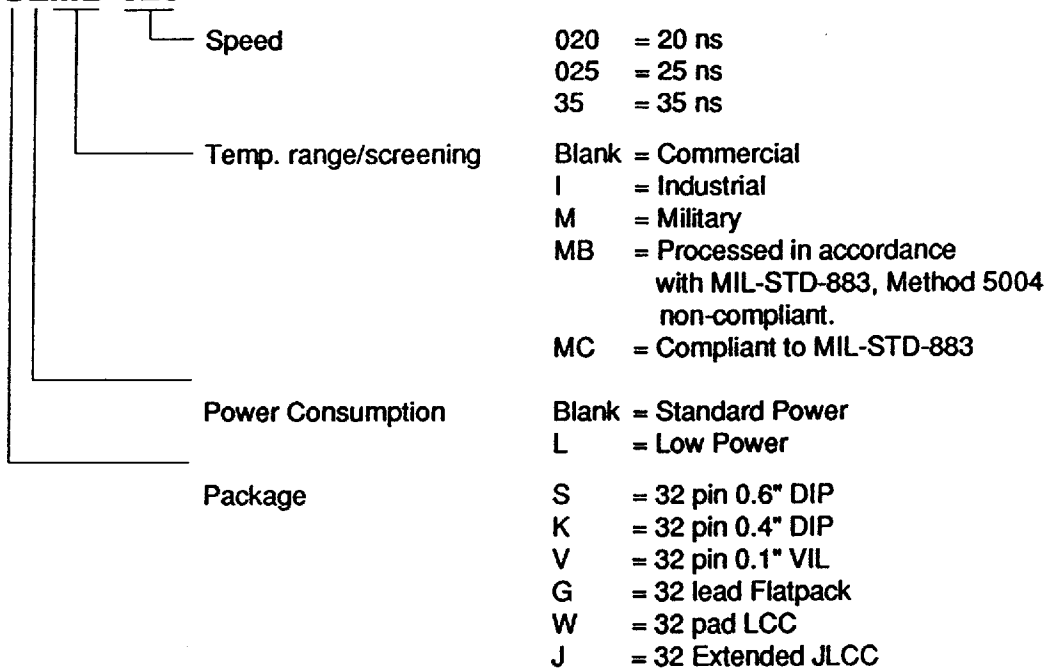 Speed 020 = 20 ns
025 = 25 ns
35 = 35 ns
Temp. range/screening Blank = Commercial
I = Industrial
M = Military
MB = Processed in accordance
with MIL-STD-883, Method 5004
non-compliant.
MC = Compliant to MIL-STD-883
Power Consumption Blank = Standard Power
L = Low Power
Package S = 32 pin 0.6" DIP
K = 32 pin 0.4" DIP
V = 32 pin 0.1" VIL
G = 32 lead Flatpack
W = 32 pad LCC
J = 32 Extended JLCC